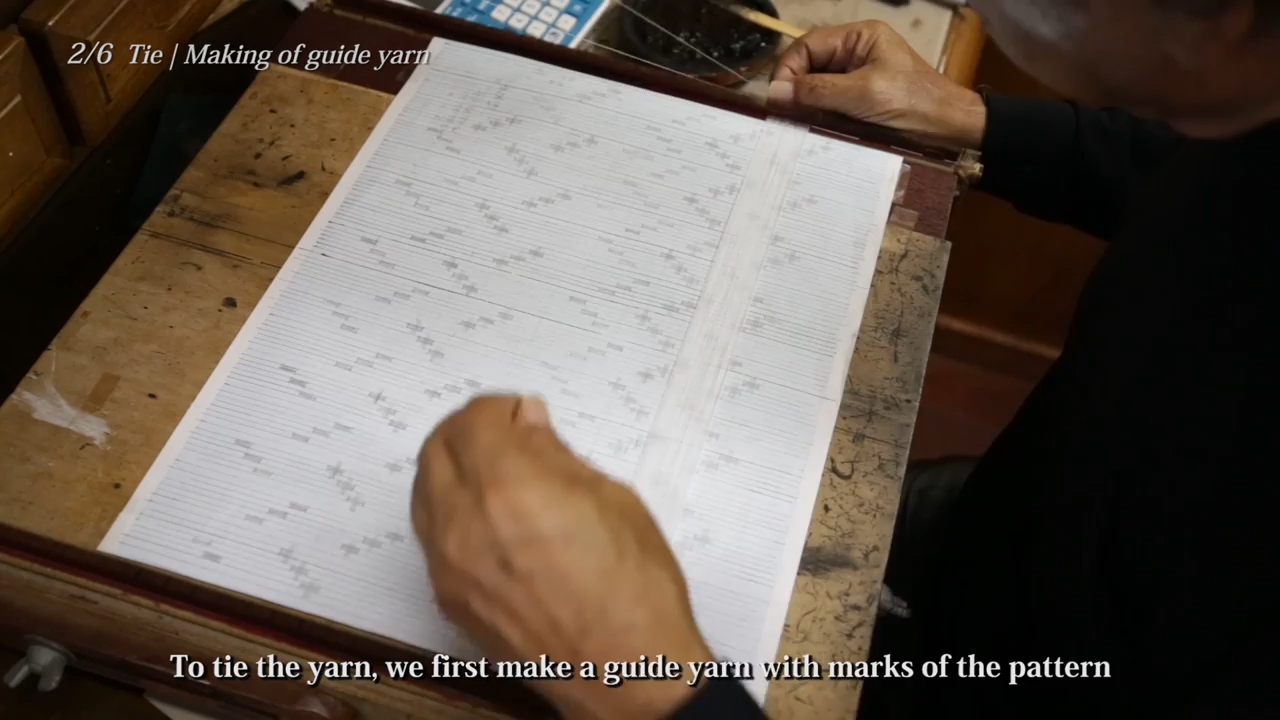 2/6 Tie | Making of guide yarn
To tie the yarn, we first make a guide yarn with marks of the pattern